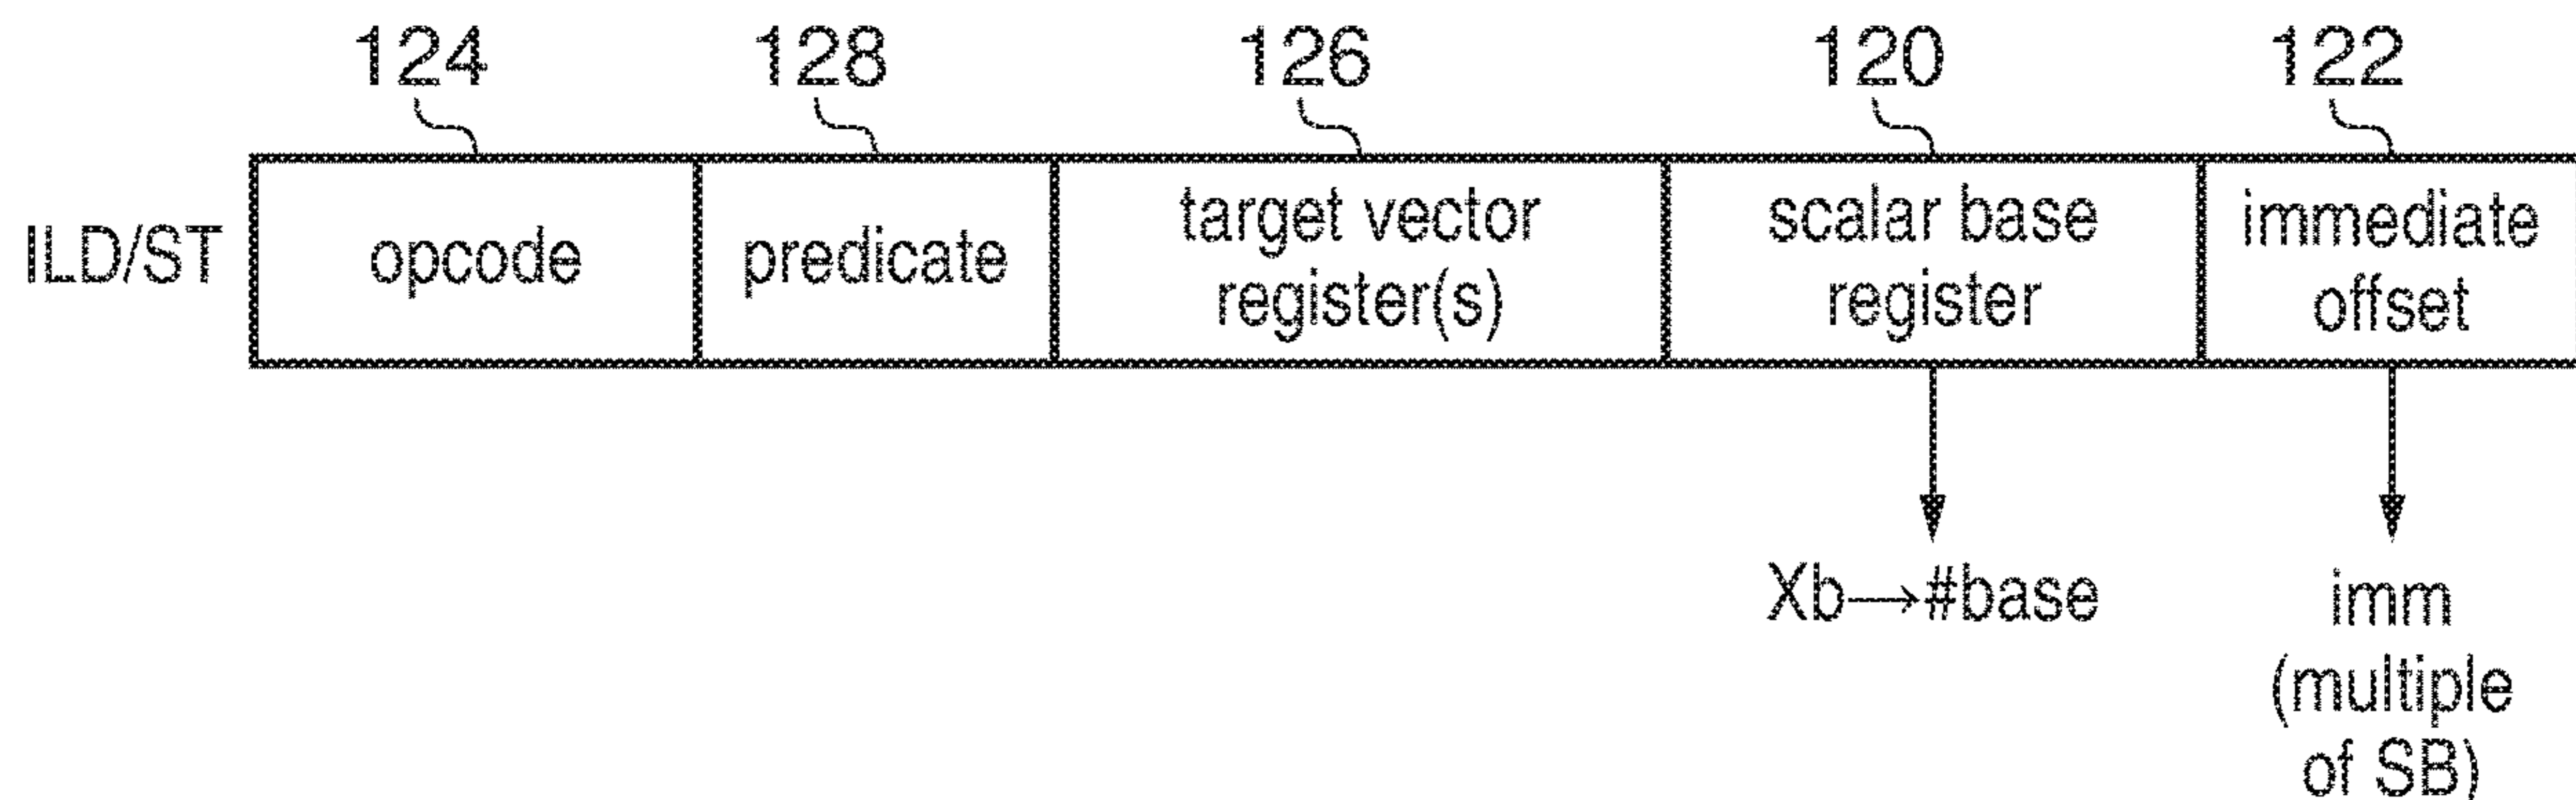 124 128 126 120 122
ILD/ST opcode predicate target vector register(s) scalar base register immediate offset
Xb→#base imm
(multiple
of SB)